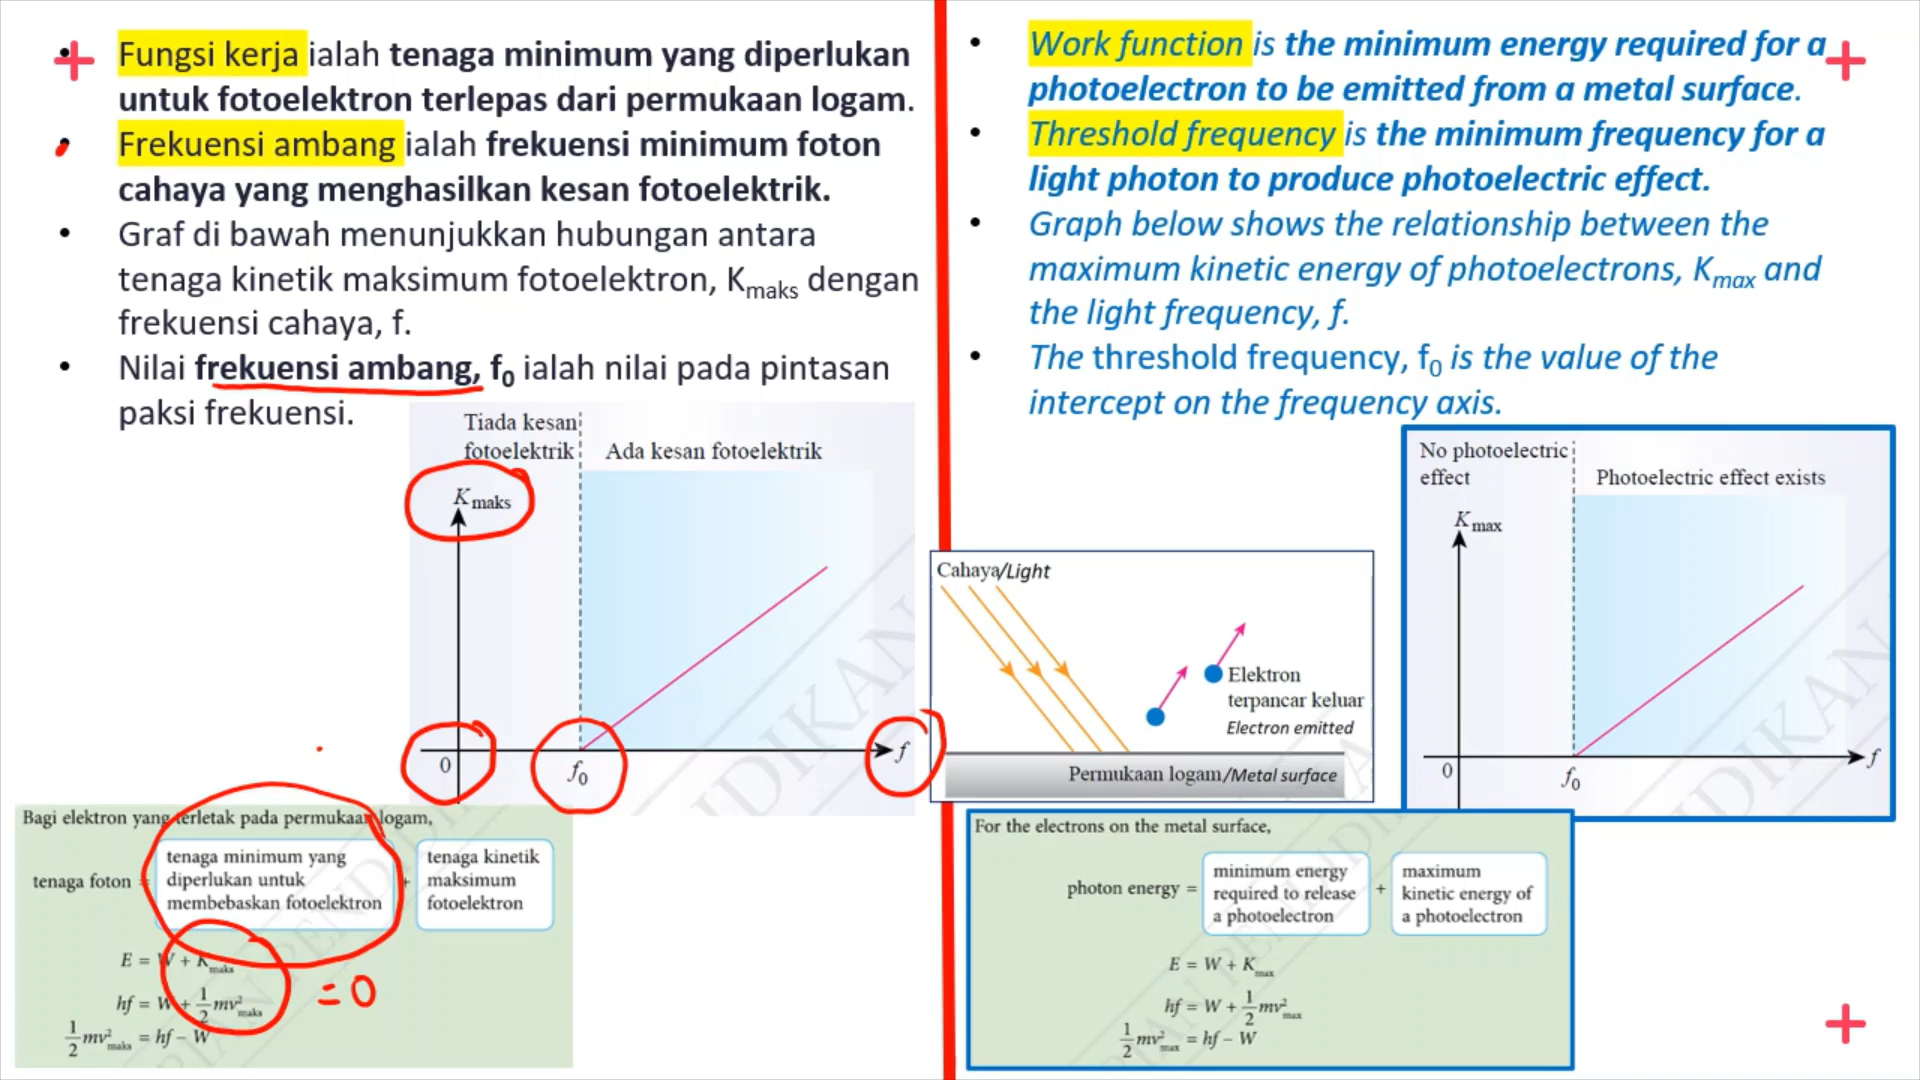 • Fungsi kerja ialah tenaga minimum yang diperlukan
untuk fotoelektron terlepas dari permukaan logam.
• Frekuensi ambang ialah frekuensi minimum foton
cahaya yang menghasilkan kesan fotoelektrik.
• Graf di bawah menunjukkan hubungan antara
tenaga kinetik maksimum fotoelektron, Kmaks dengan
frekuensi cahaya, f.
• Nilai frekuensi ambang, f0 ialah nilai pada pintasan
paksi frekuensi.
Tiada kesan
fotoelektrik
Ada kesan fotoelektrik
Kmaks
0
f0
f
Bagi elektron yang terletak pada permukaan logam,
tenaga foton =
tenaga minimum yang
diperlukan untuk
membebaskan fotoelektron
+
tenaga kinetik
maksimum
fotoelektron
E = W + Kmaks
hf = W + 1/2 mv²maks
1/2 mv²maks = hf – W
= 0
• Work function is the minimum energy required for a
photoelectron to be emitted from a metal surface.
• Threshold frequency is the minimum frequency for a
light photon to produce photoelectric effect.
• Graph below shows the relationship between the
maximum kinetic energy of photoelectrons, Kmax and
the light frequency, f.
• The threshold frequency, f0 is the value of the
intercept on the frequency axis.
Cahaya/Light
Elektron
terpancar keluar
Electron emitted
Permukaan logam/Metal surface
No photoelectric
effect
Photoelectric effect exists
Kmax
0
f0
f
For the electrons on the metal surface,
photon energy =
minimum energy
required to release
a photoelectron
+
maximum
kinetic energy of
a photoelectron
E = W + Kmax
hf = W + 1/2 mv²max
1/2 mv²max = hf – W